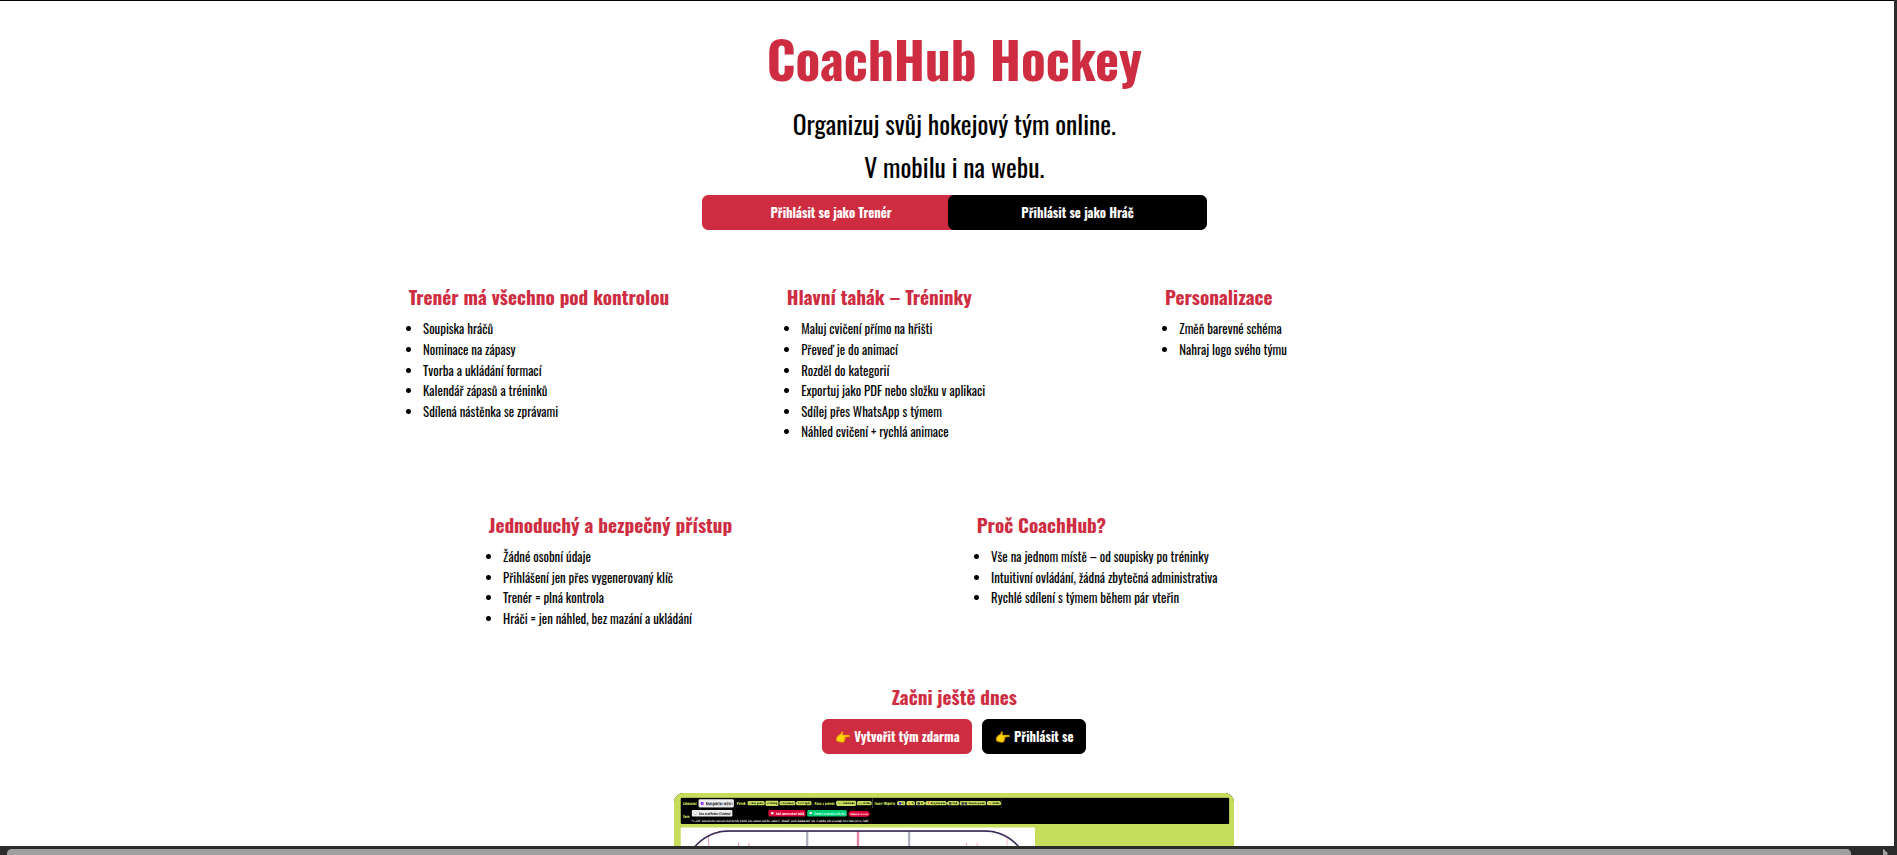 CoachHub Hockey
Organizuj svůj hokejový tým online.
V mobilu i na webu.
Přihlásit se jako Trenér
Přihlásit se jako Hráč
Trenér má všechno pod kontrolou
Soupiska hráčů
Nominace na zápasy
Tvorba a ukládání formací
Kalendář zápasů a tréninků
Sdílená nástěnka se zprávami
Hlavní tahák – Tréninky
Maluj cvičení přímo na hřišti
Převeď je do animací
Rozděl do kategorií
Exportuj jako PDF nebo složku v aplikaci
Sdílej přes WhatsApp s týmem
Náhled cvičení + rychlá animace
Personalizace
Změň barevné schéma
Nahraj logo svého týmu
Jednoduchý a bezpečný přístup
Žádné osobní údaje
Přihlášení jen přes vygenerovaný klíč
Trenér = plná kontrola
Hráči = jen náhled, bez mazání a ukládání
Proč CoachHub?
Vše na jednom místě – od soupisky po tréninky
Intuitivní ovládání, žádná zbytečná administrativa
Rychlé sdílení s týmem během pár vteřin
Začni ještě dnes
👉 Vytvořit tým zdarma
👉 Přihlásit se